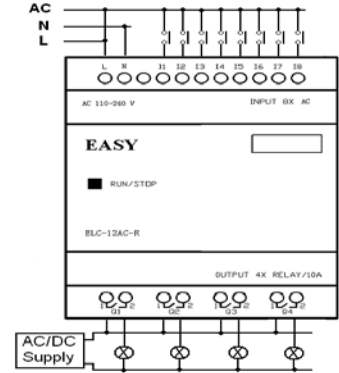 AC
N
L
L N I1 I2 I3 I4 I5 I6 I7 I8
AC 110-240 V INPUT 8X AC
EASY
RUN/STOP
ELC-12AC-R
OUTPUT 4X RELAY/10A
1 2 1 2 1 2 1 2
Q1 Q2 Q3 Q4
AC/DC
Supply